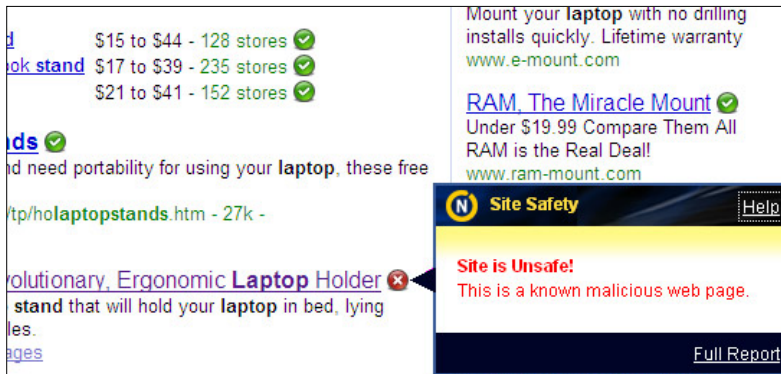 $15 to $44 - 128 stores
ok stand $17 to $39 - 235 stores
$21 to $41 - 152 stores
nds
nd need portability for using your laptop, these free
/tp/holaptopstands.htm - 27k -
volutionary, Ergonomic Laptop Holder
stand that will hold your laptop in bed, lying
les.
ages
Mount your laptop with no drilling
installs quickly. Lifetime warranty
www.e-mount.com
RAM, The Miracle Mount
Under $19.99 Compare Them All
RAM is the Real Deal!
www.ram-mount.com
N Site Safety
Help
Site is Unsafe!
This is a known malicious web page.
Full Report